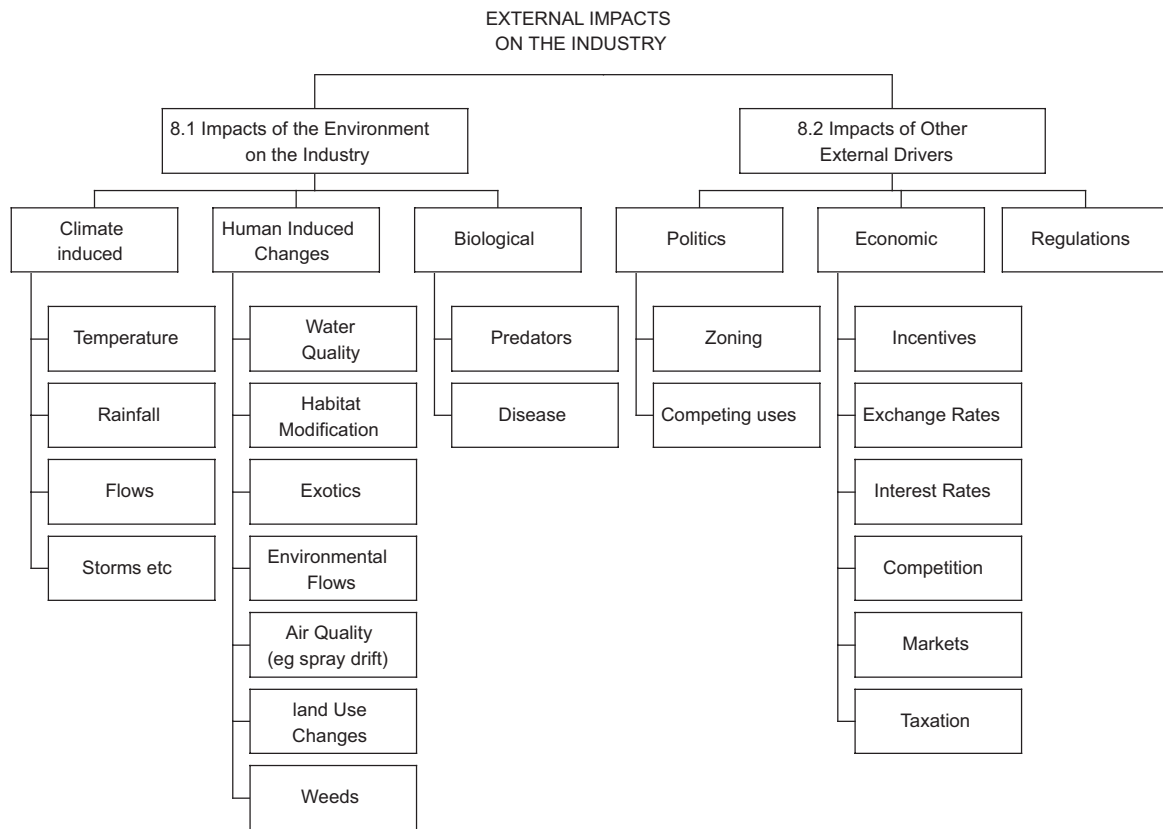 EXTERNAL IMPACTS
ON THE INDUSTRY
8.1 Impacts of the Environment
on the Industry
8.2 Impacts of Other
External Drivers
Climate
induced
Human Induced
Changes
Biological
Politics
Economic
Regulations
Temperature
Rainfall
Flows
Storms etc
Water
Quality
Habitat
Modification
Exotics
Environmental
Flows
Air Quality
(eg spray drift)
land Use
Changes
Weeds
Predators
Disease
Zoning
Competing uses
Incentives
Exchange Rates
Interest Rates
Competition
Markets
Taxation